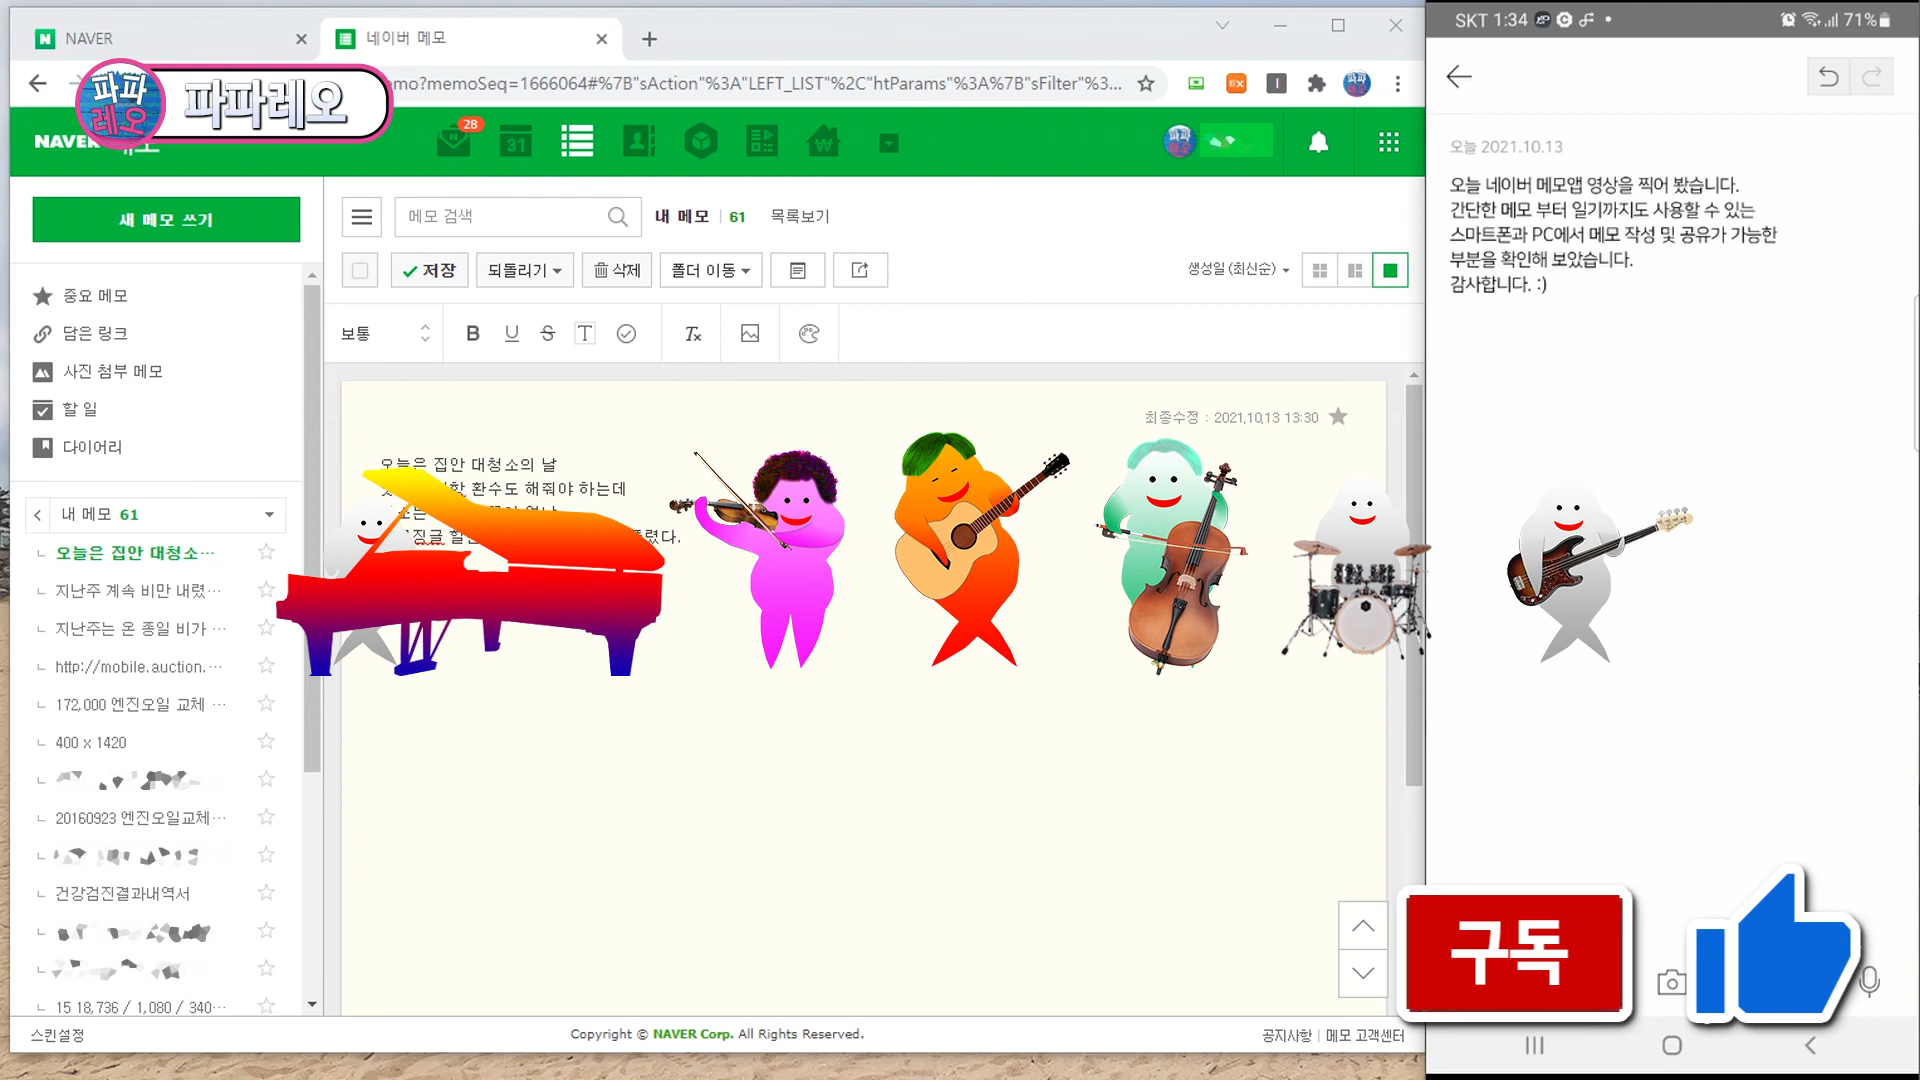 NAVER
네이버 메모
파파레오
파파레오
mo?memoSeq=1666064#%7B"sAction"%3A"LEFT_LIST"%2C"htParams"%3A%7B"sFilter"%3...
EX
NAVER 메모
28
31
새 메모 쓰기
메모 검색
내 메모 61
목록보기
저장
되돌리기
삭제
폴더 이동
생성일(최신순)
보통
B U S T Tx
중요 메모
담은 링크
사진 첨부 메모
할 일
다이어리
내 메모 61
오늘은 집안 대청소…
지난주 계속 비만 내렸…
지난주는 온 종일 비가 …
http://mobile.auction.…
172,000 엔진오일 교체 …
400 x 1420
20160923 엔진오일교체…
건강검진결과내역서
15 18,736 / 1,080 / 340…
최종수정 : 2021.10.13 13:30
오늘은 집안 대청소의 날
환수도 해줘야 하는데
스킨설정
Copyright © NAVER Corp. All Rights Reserved.
공지사항 | 메모 고객센터
SKT 1:34
71%
오늘 2021.10.13
오늘 네이버 메모앱 영상을 찍어 봤습니다.
간단한 메모 부터 일기까지도 사용할 수 있는
스마트폰과 PC에서 메모 작성 및 공유가 가능한
부분을 확인해 보았습니다.
감사합니다. :)
구독